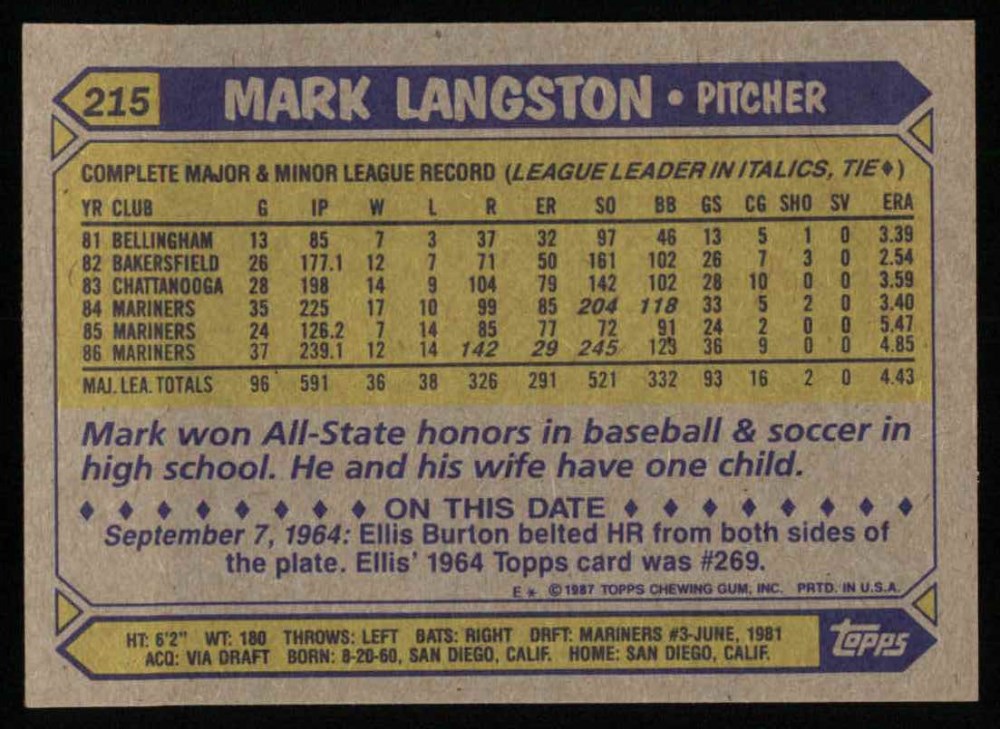 215 MARK LANGSTON • PITCHER
COMPLETE MAJOR & MINOR LEAGUE RECORD (LEAGUE LEADER IN ITALICS, TIE♦)
YR CLUB G IP W L R ER SO BB GS CG SHO SV ERA
81 BELLINGHAM 13 85 7 3 37 32 97 46 13 5 1 0 3.39
82 BAKERSFIELD 26 177.1 12 7 71 50 161 102 26 7 3 0 2.54
83 CHATTANOOGA 28 198 14 9 104 79 142 102 28 10 0 0 3.59
84 MARINERS 35 225 17 10 99 85 204 118 33 5 2 0 3.40
85 MARINERS 24 126.2 7 14 85 77 72 91 24 2 0 0 5.47
86 MARINERS 37 239.1 12 14 142 29 245 123 36 9 0 0 4.85
MAJ. LEA. TOTALS 96 591 36 38 326 291 521 332 93 16 2 0 4.43
Mark won All-State honors in baseball & soccer in
high school. He and his wife have one child.
♦ ♦ ♦ ♦ ♦ ♦ ♦ ♦ ON THIS DATE ♦ ♦ ♦ ♦ ♦ ♦ ♦ ♦
September 7, 1964: Ellis Burton belted HR from both sides of
the plate. Ellis' 1964 Topps card was #269.
E * © 1987 TOPPS CHEWING GUM, INC. PRTD. IN U.S.A.
HT: 6'2" WT: 180 THROWS: LEFT BATS: RIGHT DRFT: MARINERS #3-JUNE, 1981
ACQ: VIA DRAFT BORN: 8-20-60, SAN DIEGO, CALIF. HOME: SAN DIEGO, CALIF.
topps